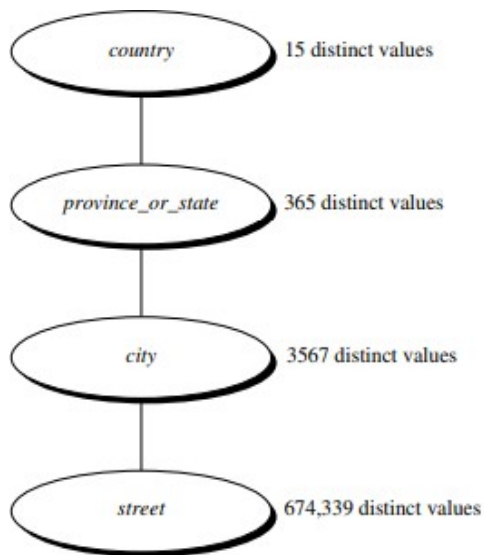 country 15 distinct values
province_or_state 365 distinct values
city 3567 distinct values
street 674,339 distinct values